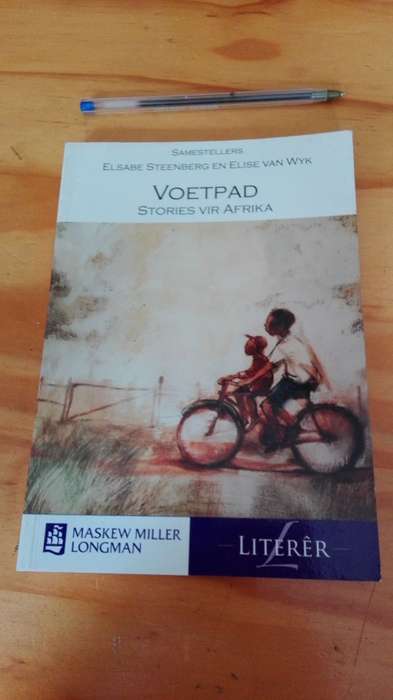 SAMESTELLERS
ELSABE STEENBERG EN ELISE VAN WYK
VOETPAD
STORIES VIR AFRIKA
MASKEW MILLER
LONGMAN
L
LITERÊR